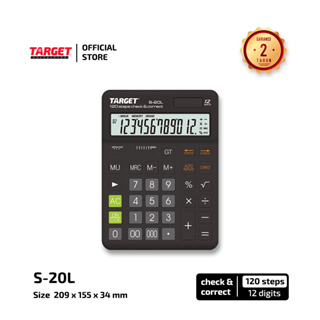 TARGET
OFFICIAL
STORE
GARANSI
2
TAHUN
TARGET
S-20L
120 steps check & correct
123456789012.
GT
MU MRC M- M+
7 8 9 % √
AC 4 5 6 × ÷
1 2 3 + −
0 00 000 • =
S-20L
Size 209 x 155 x 34 mm
check &
correct
120 steps
12 digits